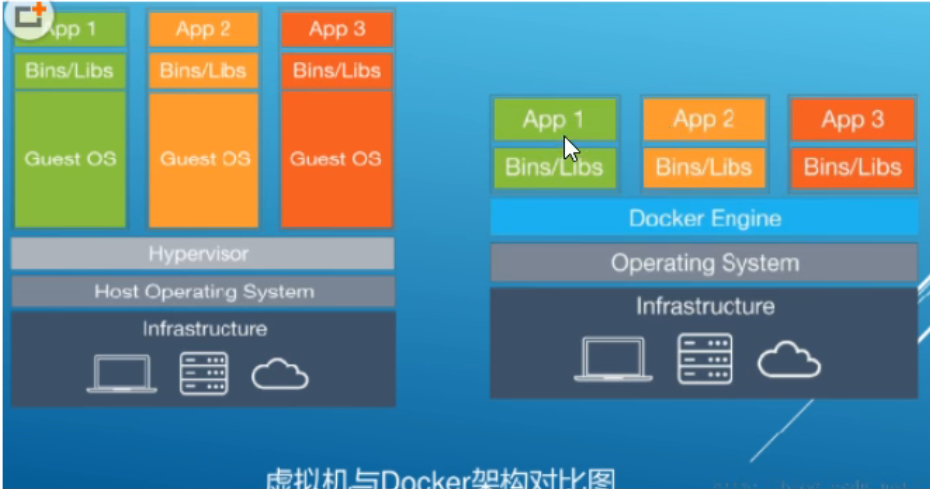 App 1 App 2 App 3
Bins/Libs Bins/Libs Bins/Libs
Guest OS Guest OS Guest OS
Hypervisor
Host Operating System
Infrastructure
App 1 App 2 App 3
Bins/Libs Bins/Libs Bins/Libs
Docker Engine
Operating System
Infrastructure
虚拟机与Docker架构对比图